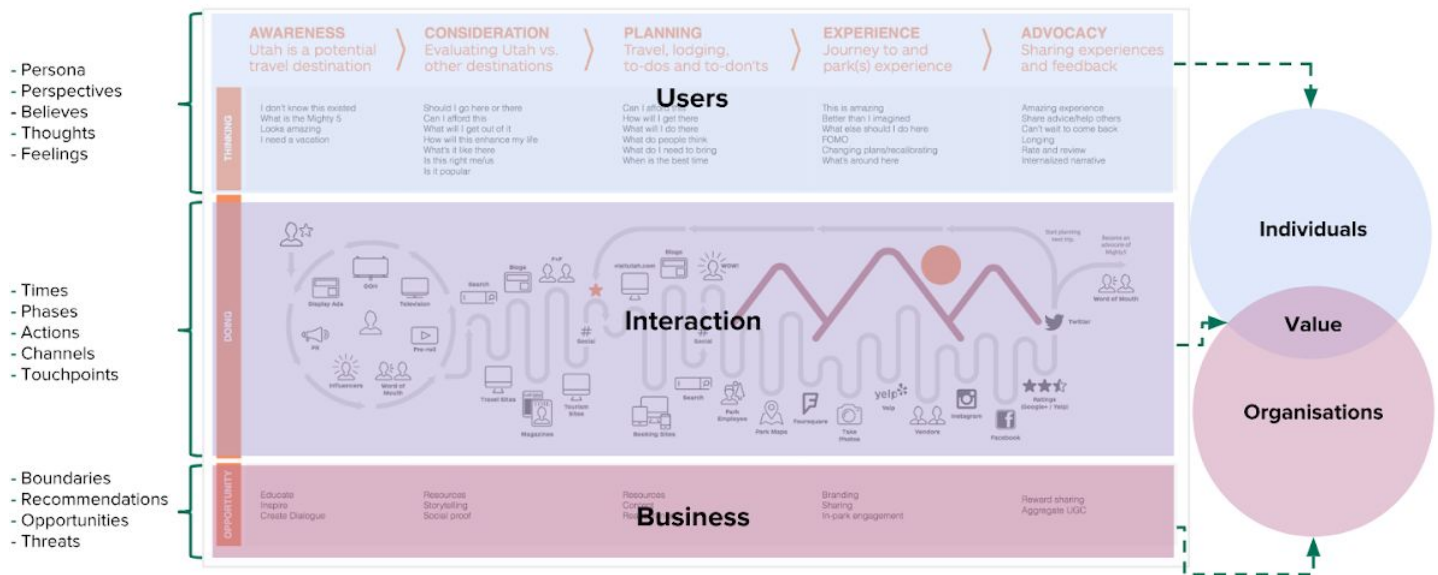 AWARENESS
Utah is a potential
travel destination
CONSIDERATION
Evaluating Utah vs.
other destinations
PLANNING
Travel, lodging,
to-dos and to-don'ts
EXPERIENCE
Journey to and
park(s) experience
ADVOCACY
Sharing experiences
and feedback
- Persona
- Perspectives
- Believes
- Thoughts
- Feelings
Users
THINKING
I don't know this existed
What is the Mighty 5
Looks amazing
I need a vacation
Should I go here or there
Can I afford this
What will I get out of it
How will this enhance my life
What's it like there
Is this right me/us
Is it popular
Can I afford this
How will I get there
What will I do there
What do people think
What do I need to bring
When is the best time
This is amazing
Better than I imagined
What else should I do here
FOMO
Changing plans/recalibrating
What's around here
Amazing experience
Share advice/help others
Can't wait to come back
Longing
Rate and review
Internalized narrative
- Times
- Phases
- Actions
- Channels
- Touchpoints
DOING
Interaction
Display Ads
OOH
Television
PR
Pre-roll
Influencers
Word of
Mouth
Search
Blogs
F+F
Travel Sites
Magazines
Tourism
Sites
#
Social
visitutah.com
Blogs
WOW!
#
Social
Search
Booking Sites
Park
Employee
Park Maps
Foursquare
Take
Photos
yelp
Yelp
Vendors
Instagram
Facebook
Ratings
(Google+ / Yelp)
Twitter
Start planning
next trip.
Become an
advocate of
Mighty5
Word of Mouth
- Boundaries
- Recommendations
- Opportunities
- Threats
OPPORTUNITY
Business
Educate
Inspire
Create Dialogue
Resources
Storytelling
Social proof
Resources
Branding
Sharing
In-park engagement
Reward sharing
Aggregate UGC
Individuals
Value
Organisations